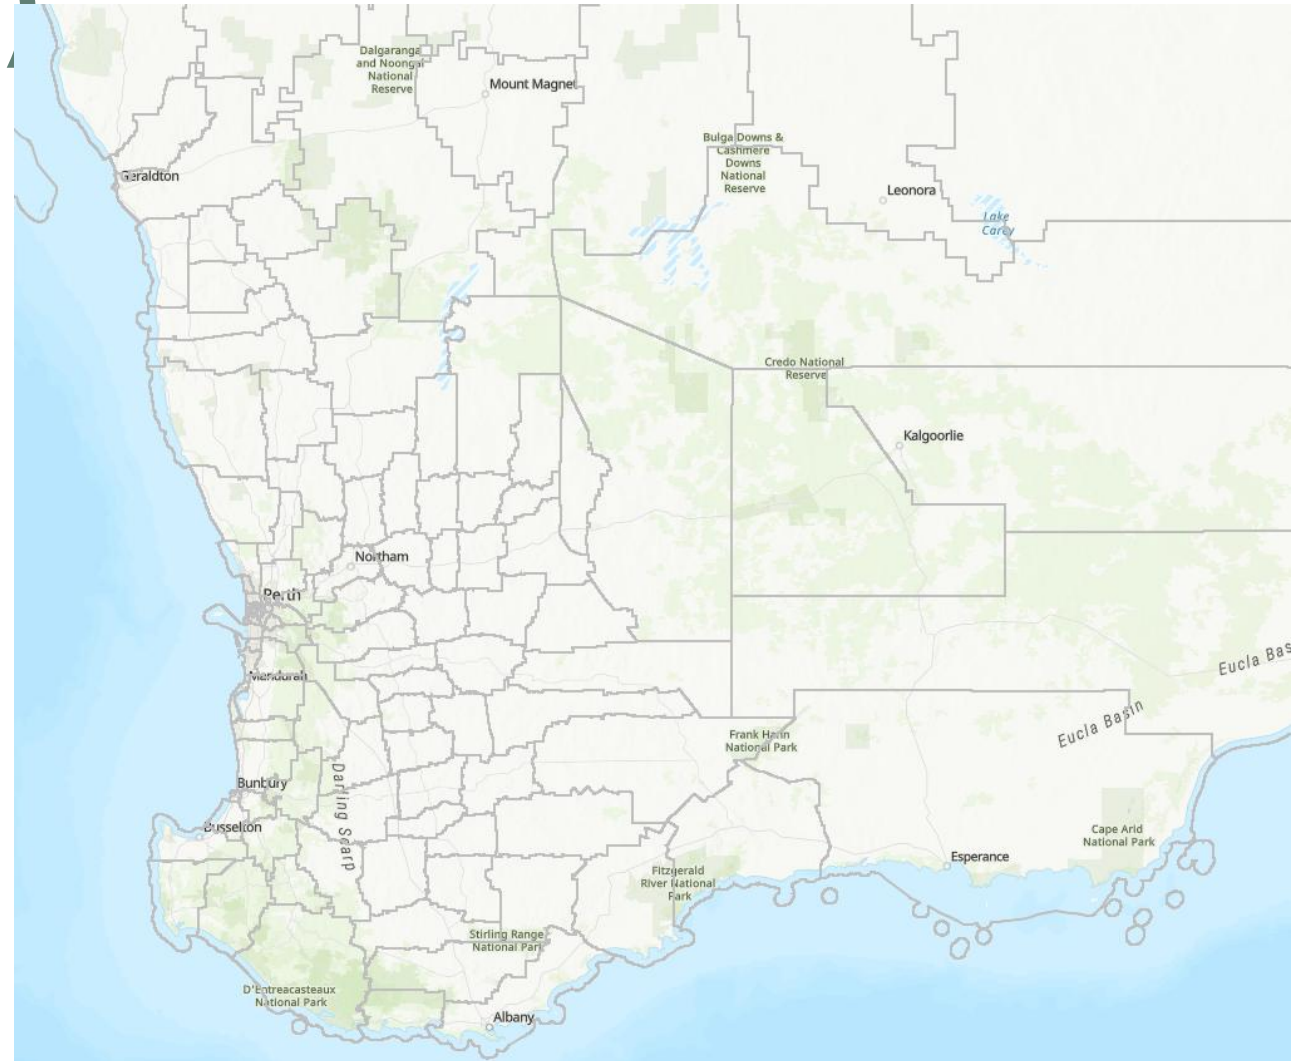 Dalgaranga
and Noongal
National
Reserve
Mount Magnet
Bulga Downs &
Cashmere
Downs
National
Reserve
Geraldton
Leonora
Lake
Carey
Credo National
Reserve
Kalgoorlie
Northam
Perth
Mandurah
Eucla Bas
Eucla Basin
Frank Hann
National Park
Bunbury
Darling Scarp
Busselton
Cape Arid
National Park
Esperance
Fitzgerald
River National
Park
Stirling Range
National Park
D'Entrecasteaux
National Park
Albany